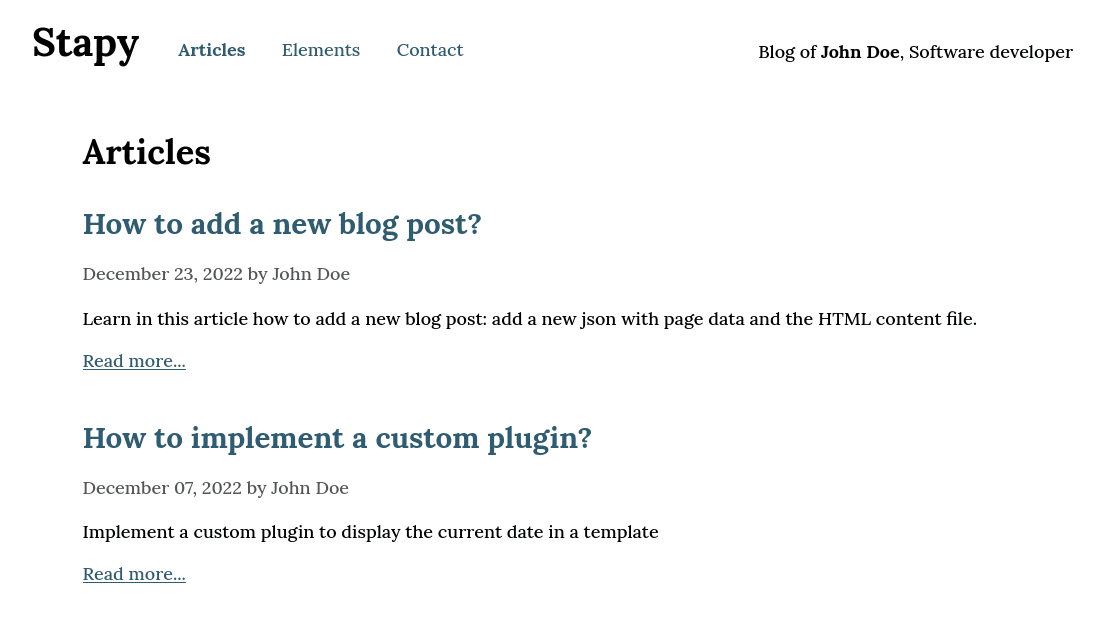 Stapy
Articles Elements Contact
Blog of John Doe, Software developer
Articles
How to add a new blog post?
December 23, 2022 by John Doe
Learn in this article how to add a new blog post: add a new json with page data and the HTML content file.
Read more...
How to implement a custom plugin?
December 07, 2022 by John Doe
Implement a custom plugin to display the current date in a template
Read more...